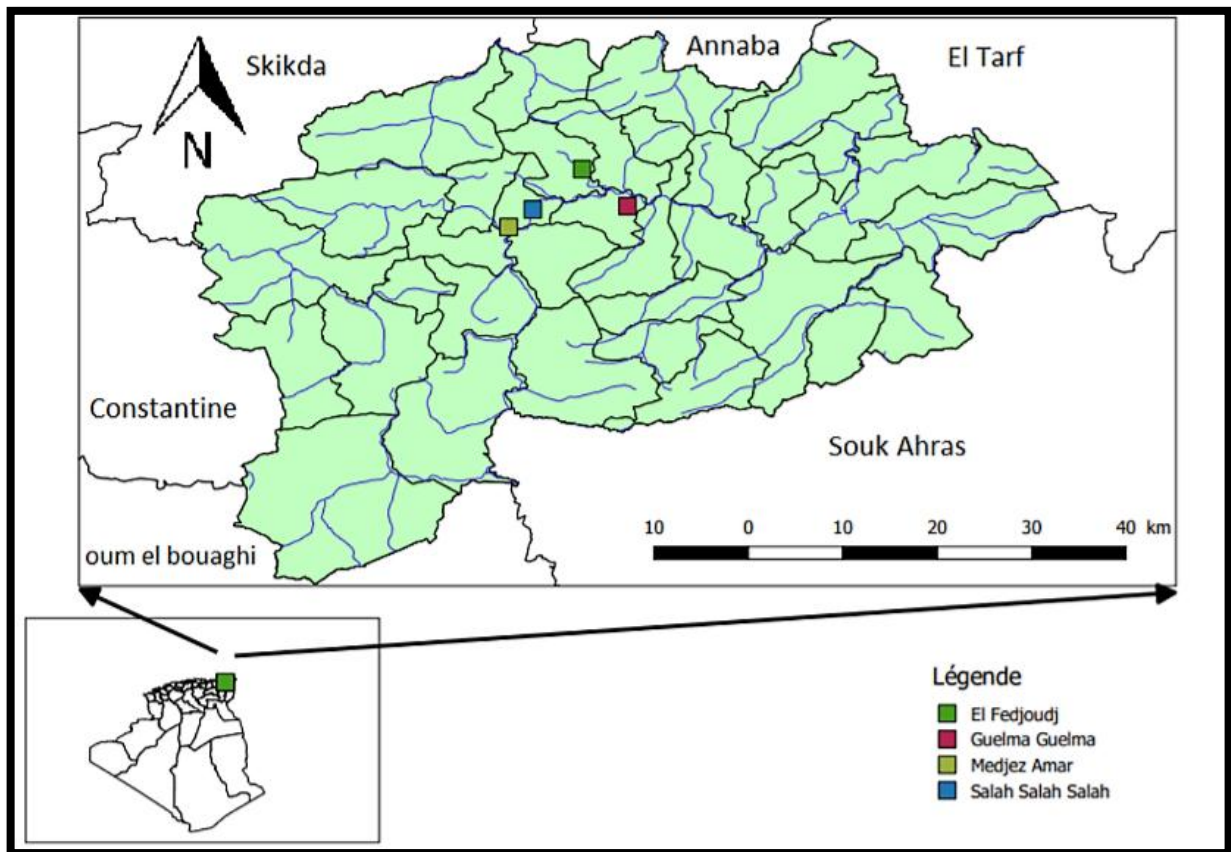 Skikda
Annaba
El Tarf
N
Constantine
Souk Ahras
oum el bouaghi
10 0 10 20 30 40 km
Légende
El Fedjoudj
Guelma Guelma
Medjez Amar
Salah Salah Salah